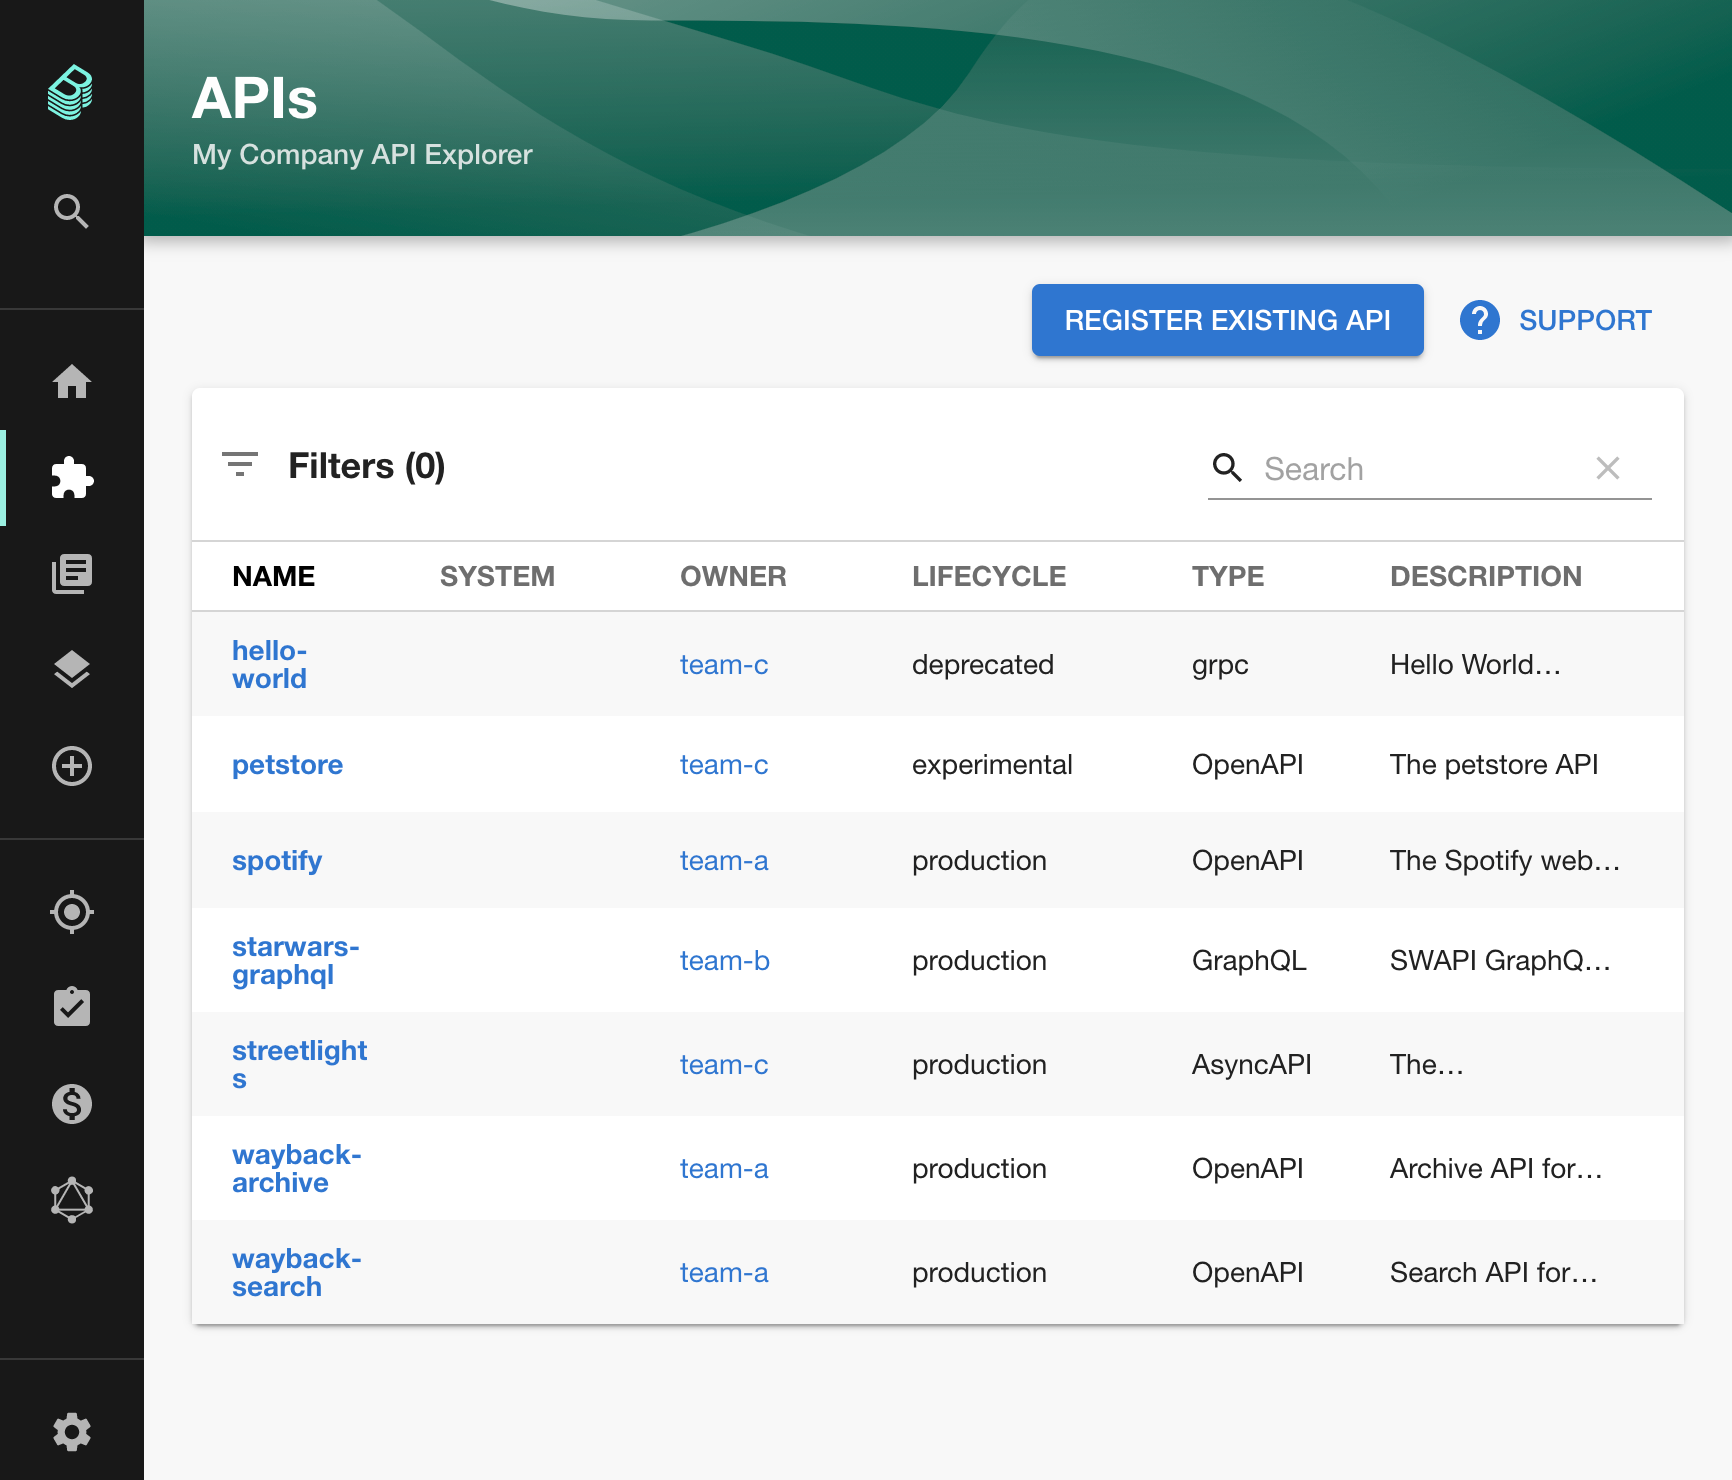 APIs
My Company API Explorer
REGISTER EXISTING API
SUPPORT
Filters (0)
Search
NAME SYSTEM OWNER LIFECYCLE TYPE DESCRIPTION
hello-
world
team-c deprecated grpc Hello World…
petstore team-c experimental OpenAPI The petstore API
spotify team-a production OpenAPI The Spotify web…
starwars-
graphql
team-b production GraphQL SWAPI GraphQ…
streetlight
s
team-c production AsyncAPI The…
wayback-
archive
team-a production OpenAPI Archive API for…
wayback-
search
team-a production OpenAPI Search API for…